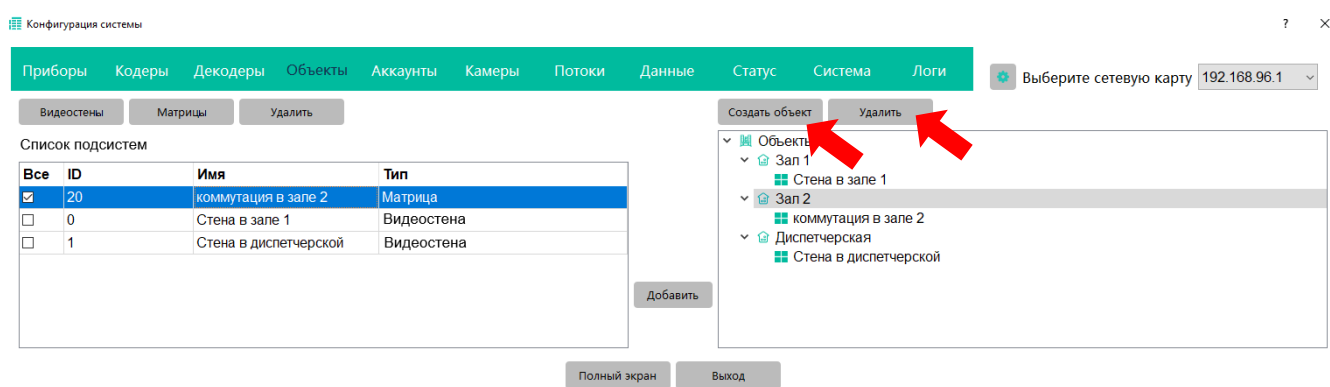 Конфигурация системы
?
×
Приборы Кодеры Декодеры Объекты Аккаунты Камеры Потоки Данные Статус Система Логи
Выберите сетевую карту 192.168.96.1
Видеостены Матрицы Удалить
Создать объект Удалить
Список подсистем
Все ID Имя Тип
20 коммутация в зале 2 Матрица
0 Стена в зале 1 Видеостена
1 Стена в диспетчерской Видеостена
Добавить
Объекты
Зал 1
Стена в зале 1
Зал 2
коммутация в зале 2
Диспетчерская
Стена в диспетчерской
Полный экран Выход